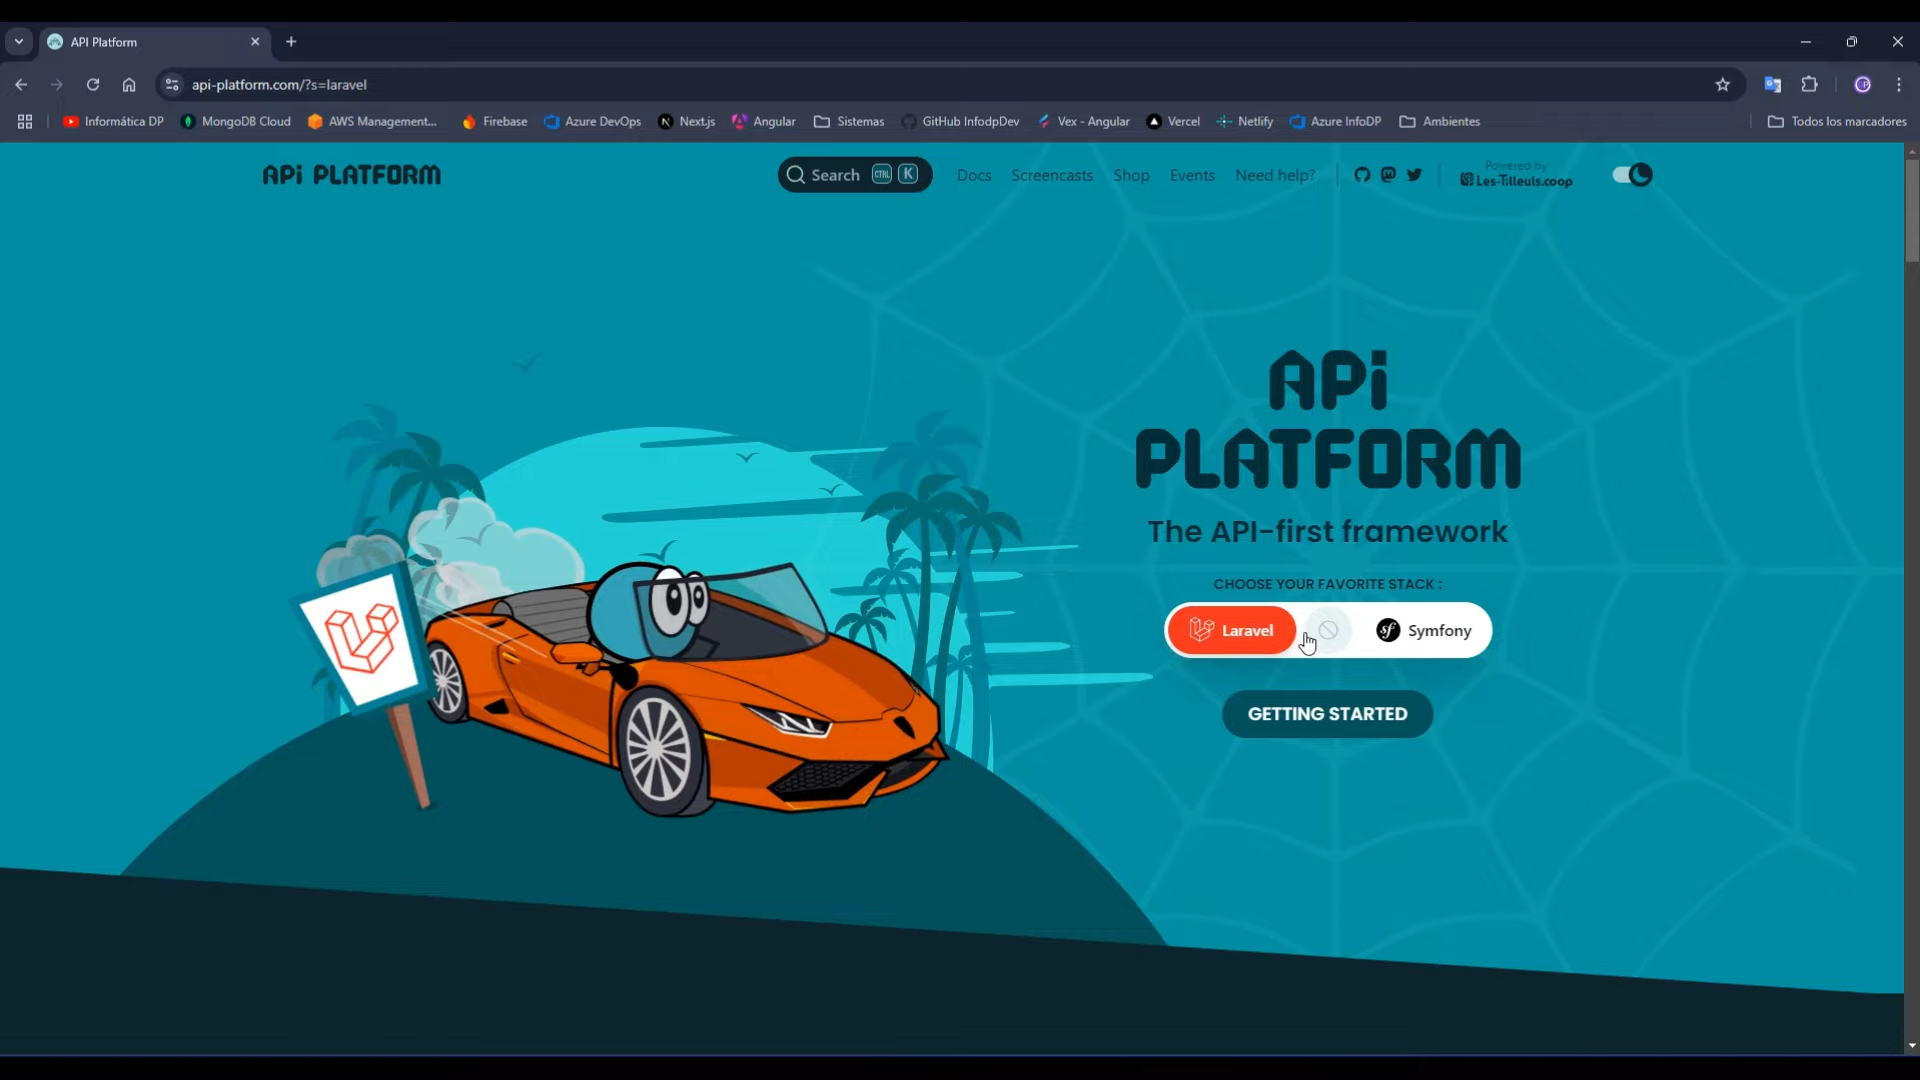 API Platform
api-platform.com/?s=laravel
Informática DP
MongoDB Cloud
AWS Management...
Firebase
Azure DevOps
Next.js
Angular
Sistemas
GitHub InfodpDev
Vex - Angular
Vercel
Netlify
Azure InfoDP
Ambientes
Todos los marcadores
API PLATFORM
Search CTRL K
Docs
Screencasts
Shop
Events
Need help?
Powered by
Les-Tilleuls.coop
API
PLATFORM
The API-first framework
CHOOSE YOUR FAVORITE STACK :
Laravel
sf Symfony
GETTING STARTED